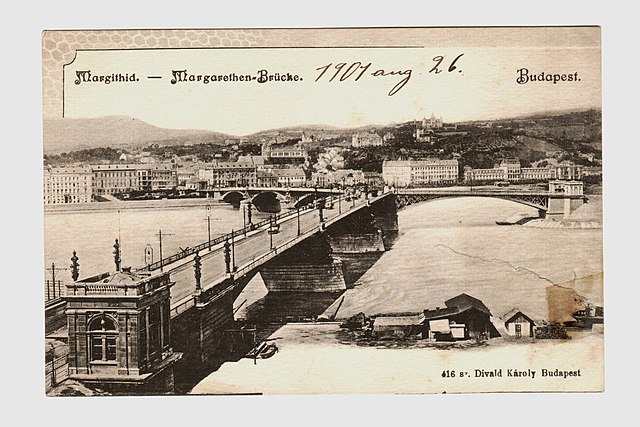 Margithid. — Margarethen-Brücke. 1901 aug 26. Budapest.
416 sz. Divald Károly Budapest